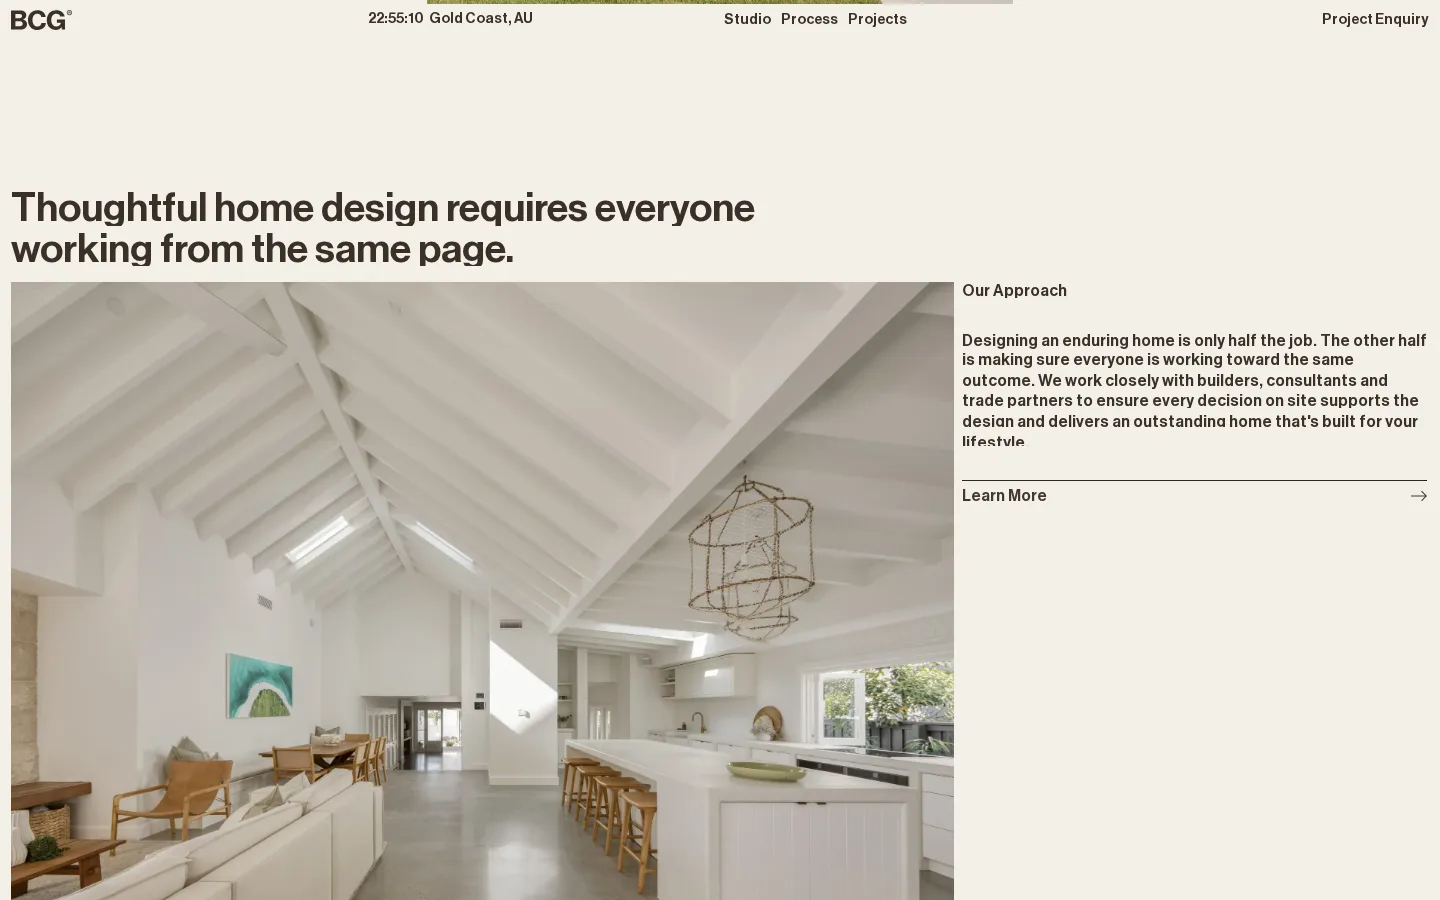 BCG®
22:55:10 Gold Coast, AU
Studio Process Projects
Project Enquiry
Thoughtful home design requires everyone
working from the same page.
Our Approach
Designing an enduring home is only half the job. The other half
is making sure everyone is working toward the same
outcome. We work closely with builders, consultants and
trade partners to ensure every decision on site supports the
design and delivers an outstanding home that's built for your
lifestyle.
Learn More